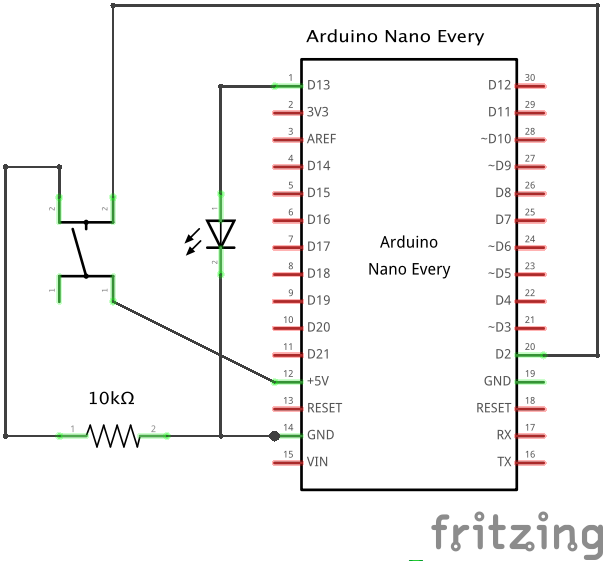 Arduino Nano Every
1 D13 D12 30
2 3V3 D11 29
3 AREF ~D10 28
4 D14 ~D9 27
5 D15 D8 26
6 D16 D7 25
7 D17 ~D6 24
8 D18 ~D5 23
9 D19 D4 22
10 D20 ~D3 21
11 D21 D2 20
12 +5V GND 19
13 RESET RESET 18
14 GND RX 17
15 VIN TX 16
Arduino
Nano Every
2 2
1 1
1
2
10kΩ
1 2
fritzing